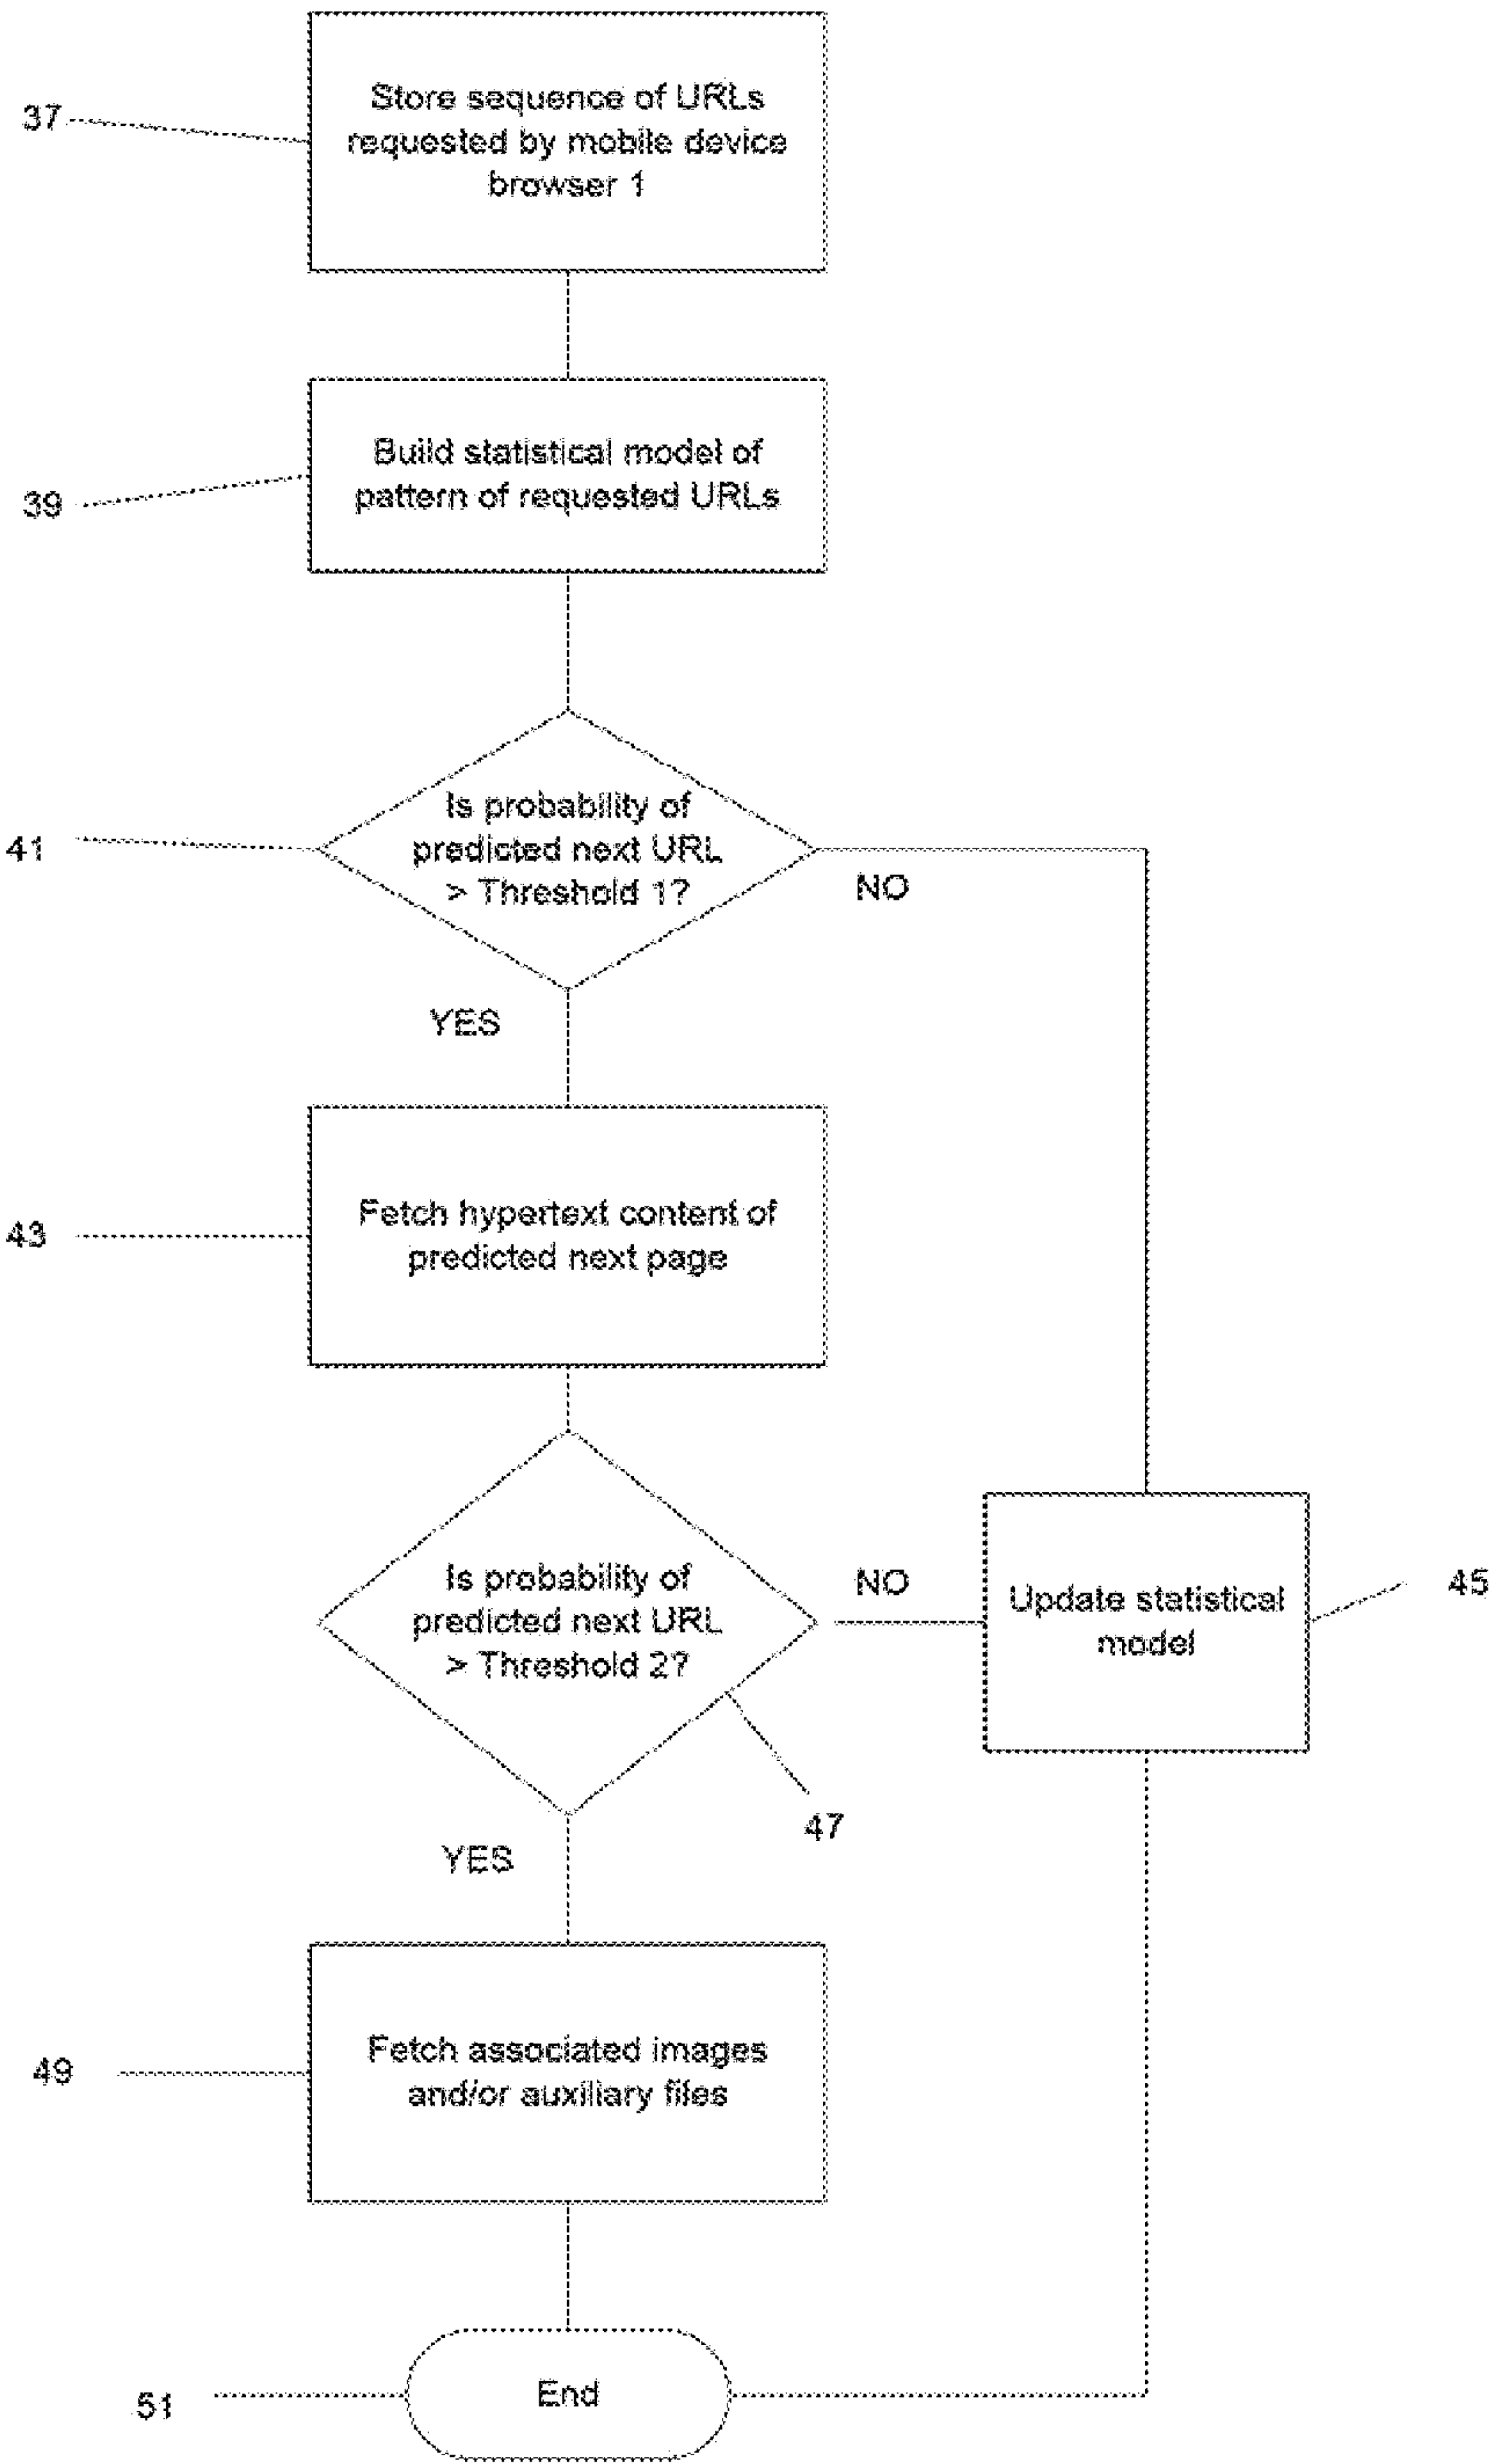 37
Store sequence of URLs
requested by mobile device
browser 1
39
Build statistical model of
pattern of requested URLs
41
Is probability of
predicted next URL
> Threshold 1?
NO
YES
43
Fetch hypertext content of
predicted next page
Is probability of
predicted next URL
> Threshold 2?
NO
Update statistical
model
45
47
YES
49
Fetch associated images
and/or auxiliary files
51
End